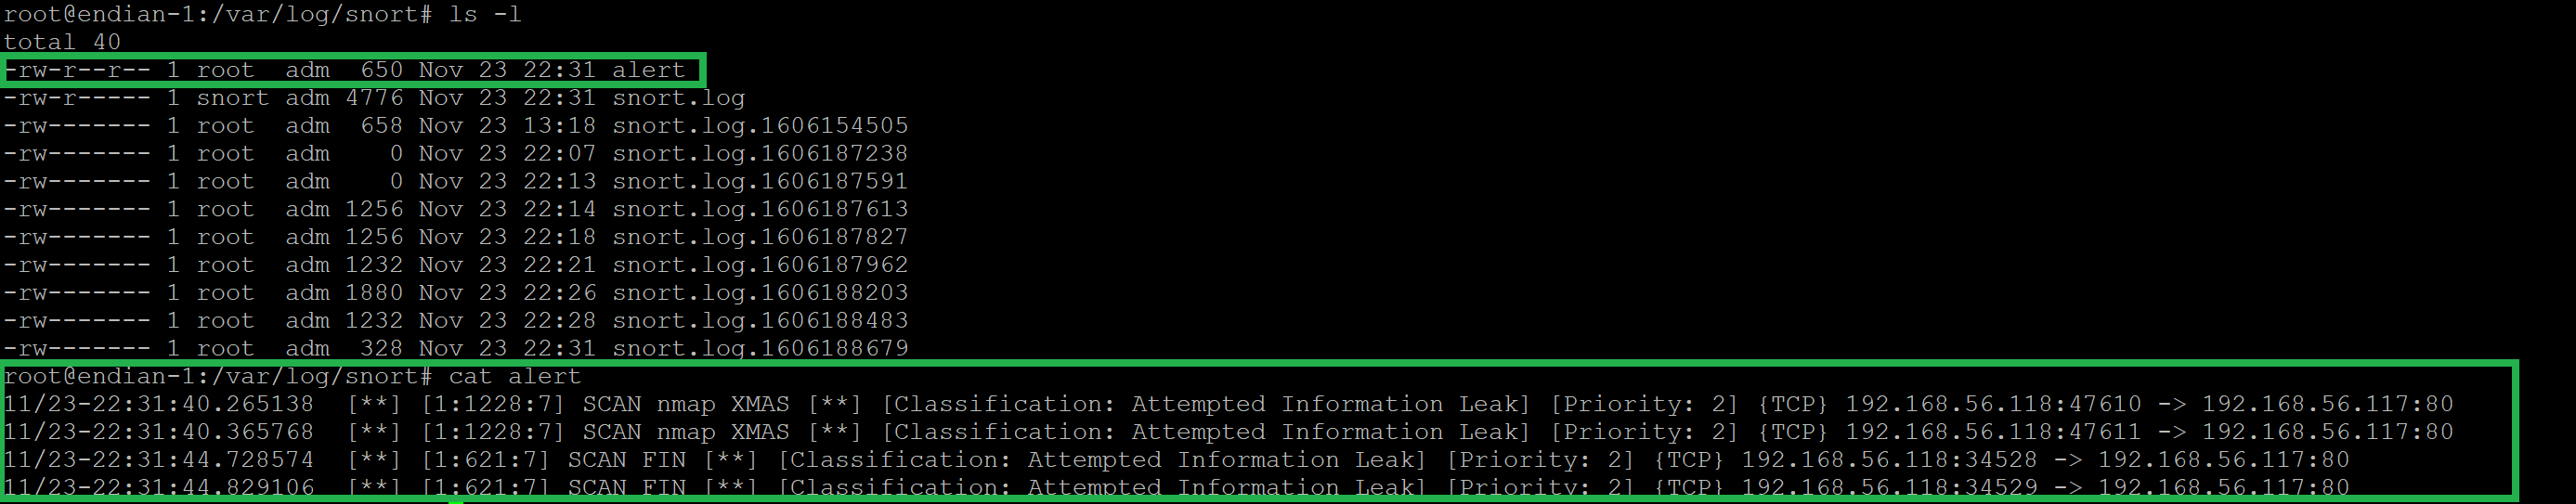 root@endian-1:/var/log/snort# ls -l
total 40
-rw-r--r-- 1 root  adm  650 Nov 23 22:31 alert
-rw-r----- 1 snort adm 4776 Nov 23 22:31 snort.log
-rw------- 1 root  adm  658 Nov 23 13:18 snort.log.1606154505
-rw------- 1 root  adm    0 Nov 23 22:07 snort.log.1606187238
-rw------- 1 root  adm    0 Nov 23 22:13 snort.log.1606187591
-rw------- 1 root  adm 1256 Nov 23 22:14 snort.log.1606187613
-rw------- 1 root  adm 1256 Nov 23 22:18 snort.log.1606187827
-rw------- 1 root  adm 1232 Nov 23 22:21 snort.log.1606187962
-rw------- 1 root  adm 1880 Nov 23 22:26 snort.log.1606188203
-rw------- 1 root  adm 1232 Nov 23 22:28 snort.log.1606188483
-rw------- 1 root  adm  328 Nov 23 22:31 snort.log.1606188679
root@endian-1:/var/log/snort# cat alert
11/23-22:31:40.265138  [**] [1:1228:7] SCAN nmap XMAS [**] [Classification: Attempted Information Leak] [Priority: 2] {TCP} 192.168.56.118:47610 -> 192.168.56.117:80
11/23-22:31:40.365768  [**] [1:1228:7] SCAN nmap XMAS [**] [Classification: Attempted Information Leak] [Priority: 2] {TCP} 192.168.56.118:47611 -> 192.168.56.117:80
11/23-22:31:44.728574  [**] [1:621:7] SCAN FIN [**] [Classification: Attempted Information Leak] [Priority: 2] {TCP} 192.168.56.118:34528 -> 192.168.56.117:80
11/23-22:31:44.829106  [**] [1:621:7] SCAN FIN [**] [Classification: Attempted Information Leak] [Priority: 2] {TCP} 192.168.56.118:34529 -> 192.168.56.117:80